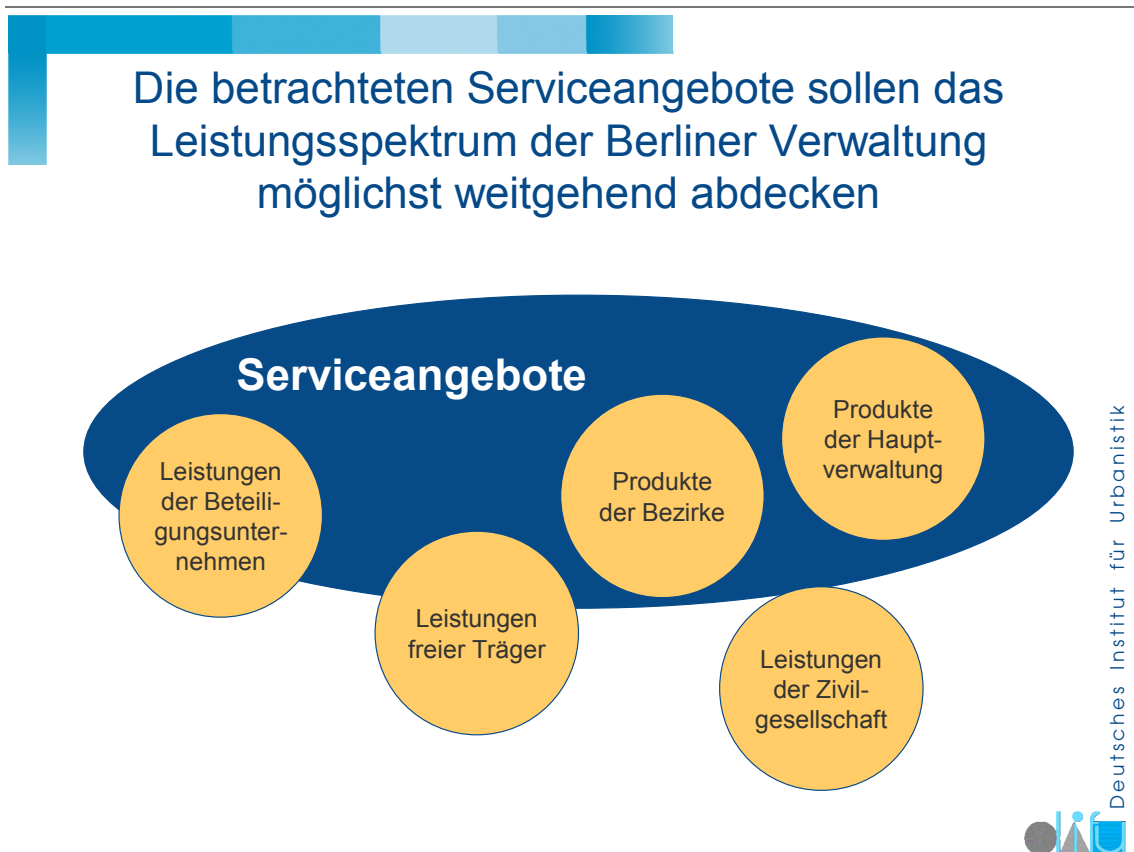 Die betrachteten Serviceangebote sollen das
Leistungsspektrum der Berliner Verwaltung
möglichst weitgehend abdecken
Serviceangebote
Leistungen
der Beteili-
gungsunter-
nehmen
Leistungen
freier Träger
Produkte
der Bezirke
Produkte
der Haupt-
verwaltung
Leistungen
der Zivil-
gesellschaft
Deutsches Institut für Urbanistik
difu